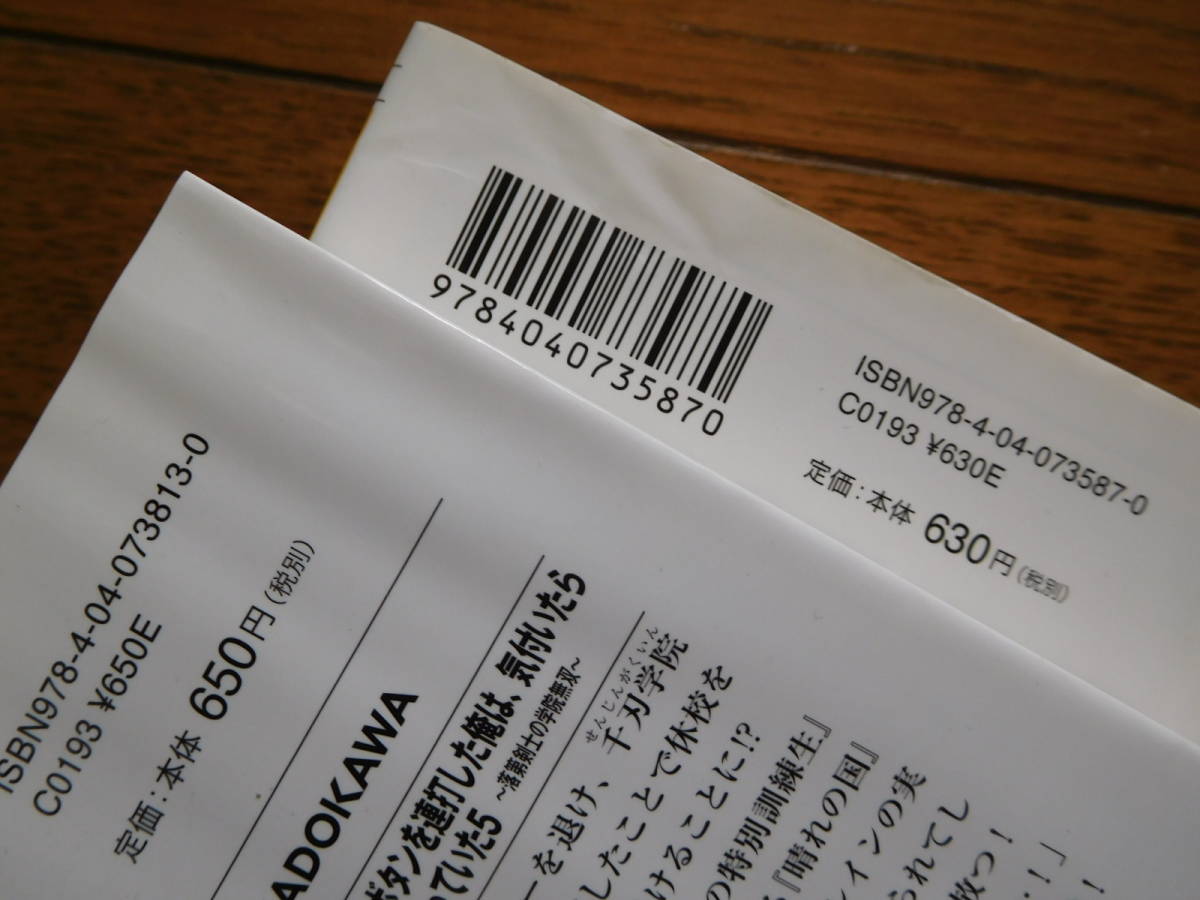 9784040735870
ISBN978-4-04-073587-0
C0193 ¥630E
定価：本体 630円（税別）
ISBN978-4-04-073813-0
C0193 ¥650E
定価：本体 650円（税別）
ADOKAWA
ボタンを連打した俺は、気付いたら
っていた5
～落第剣士の学院無双～
せんじんがくいん
ーを退け、千刃学院
したことで休校を
けることに!?
の特別訓練生』
『晴れの国』
インの実
られてし
放つ！
・！」
！